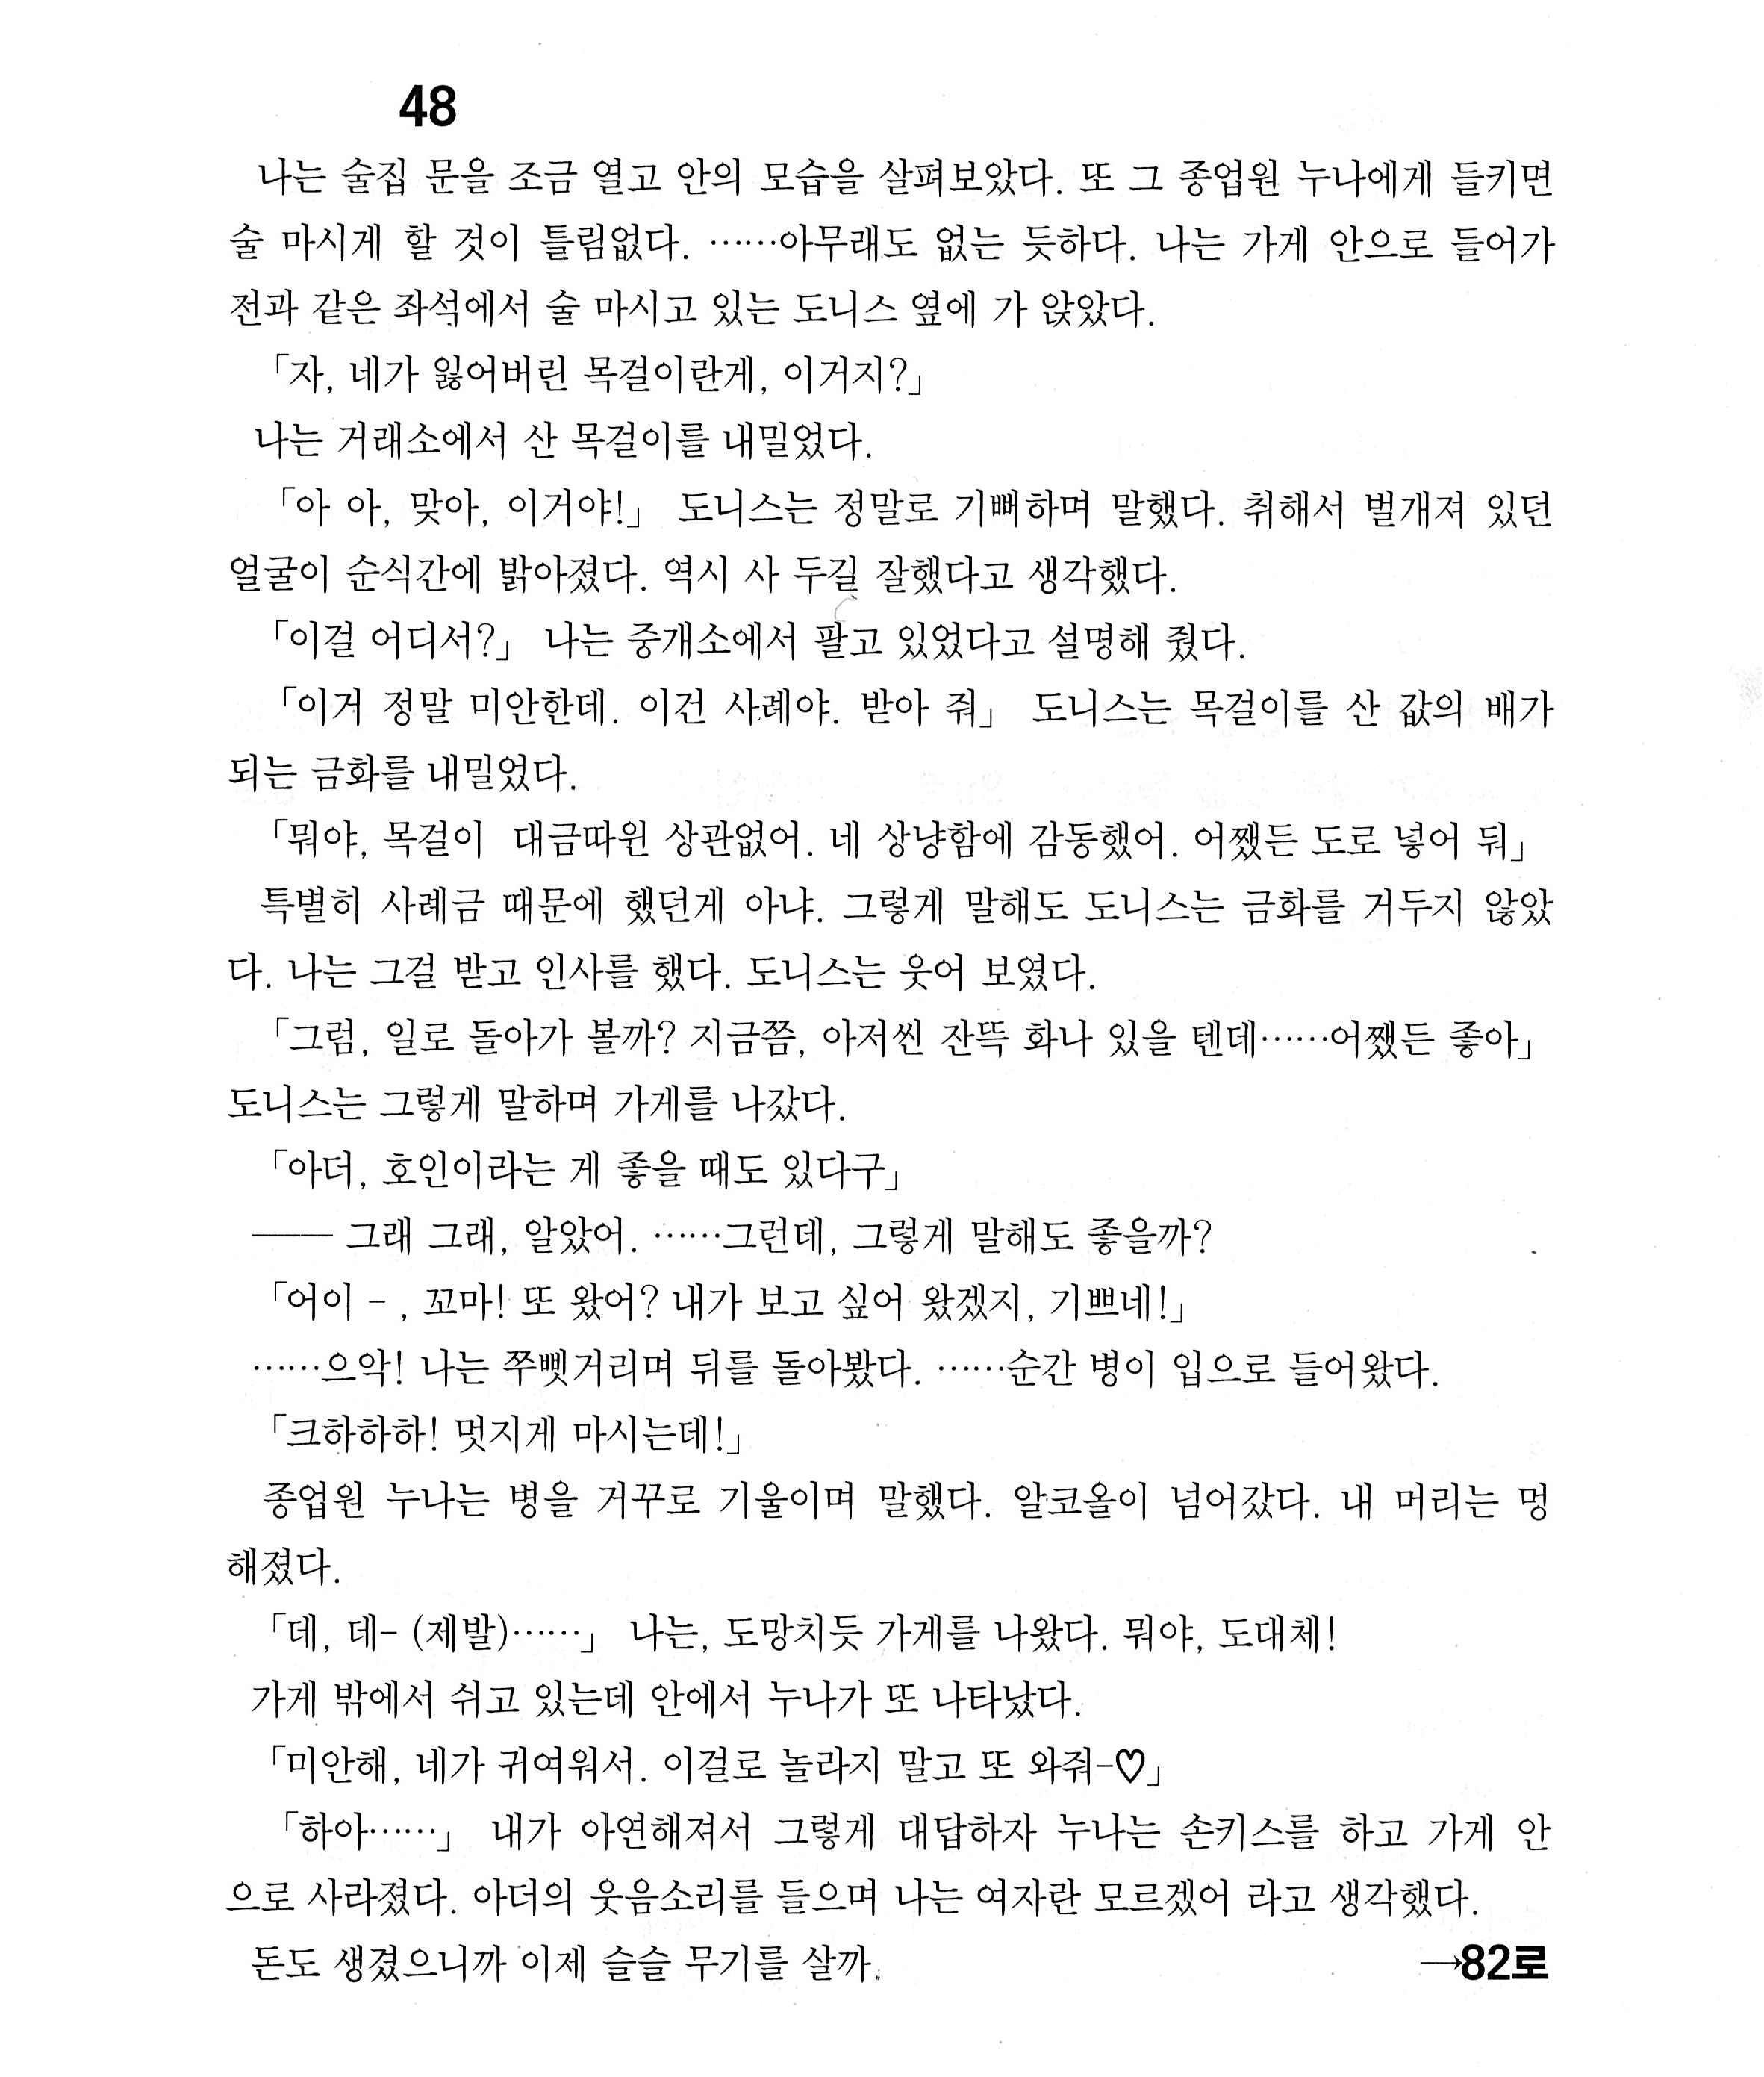 48
나는 술집 문을 조금 열고 안의 모습을 살펴보았다. 또 그 종업원 누나에게 들키면
술 마시게 할 것이 틀림없다. ……아무래도 없는 듯하다. 나는 가게 안으로 들어가
전과 같은 좌석에서 술 마시고 있는 도니스 옆에 가 앉았다.
「자, 네가 잃어버린 목걸이란게, 이거지?」
나는 거래소에서 산 목걸이를 내밀었다.
「아 아, 맞아, 이거야!」 도니스는 정말로 기뻐하며 말했다. 취해서 벌개져 있던
얼굴이 순식간에 밝아졌다. 역시 사 두길 잘했다고 생각했다.
「이걸 어디서?」 나는 중개소에서 팔고 있었다고 설명해 줬다.
「이거 정말 미안한데. 이건 사례야. 받아 줘」 도니스는 목걸이를 산 값의 배가
되는 금화를 내밀었다.
「뭐야, 목걸이 대금따윈 상관없어. 네 상냥함에 감동했어. 어쨌든 도로 넣어 둬」
특별히 사례금 때문에 했던게 아냐. 그렇게 말해도 도니스는 금화를 거두지 않았
다. 나는 그걸 받고 인사를 했다. 도니스는 웃어 보였다.
「그럼, 일로 돌아가 볼까? 지금쯤, 아저씬 잔뜩 화나 있을 텐데……어쨌든 좋아」
도니스는 그렇게 말하며 가게를 나갔다.
「아더, 호인이라는 게 좋을 때도 있다구」
―― 그래 그래, 알았어. ……그런데, 그렇게 말해도 좋을까?
「어이 - , 꼬마! 또 왔어? 내가 보고 싶어 왔겠지, 기쁘네!」
……으악! 나는 쭈삣거리며 뒤를 돌아봤다. ……순간 병이 입으로 들어왔다.
「크하하하! 멋지게 마시는데!」
종업원 누나는 병을 거꾸로 기울이며 말했다. 알코올이 넘어갔다. 내 머리는 멍
해졌다.
「데, 데- (제발)……」 나는, 도망치듯 가게를 나왔다. 뭐야, 도대체!
가게 밖에서 쉬고 있는데 안에서 누나가 또 나타났다.
「미안해, 네가 귀여워서. 이걸로 놀라지 말고 또 와줘-♡」
「하아……」 내가 아연해져서 그렇게 대답하자 누나는 손키스를 하고 가게 안
으로 사라졌다. 아더의 웃음소리를 들으며 나는 여자란 모르겠어 라고 생각했다.
돈도 생겼으니까 이제 슬슬 무기를 살까. →82로